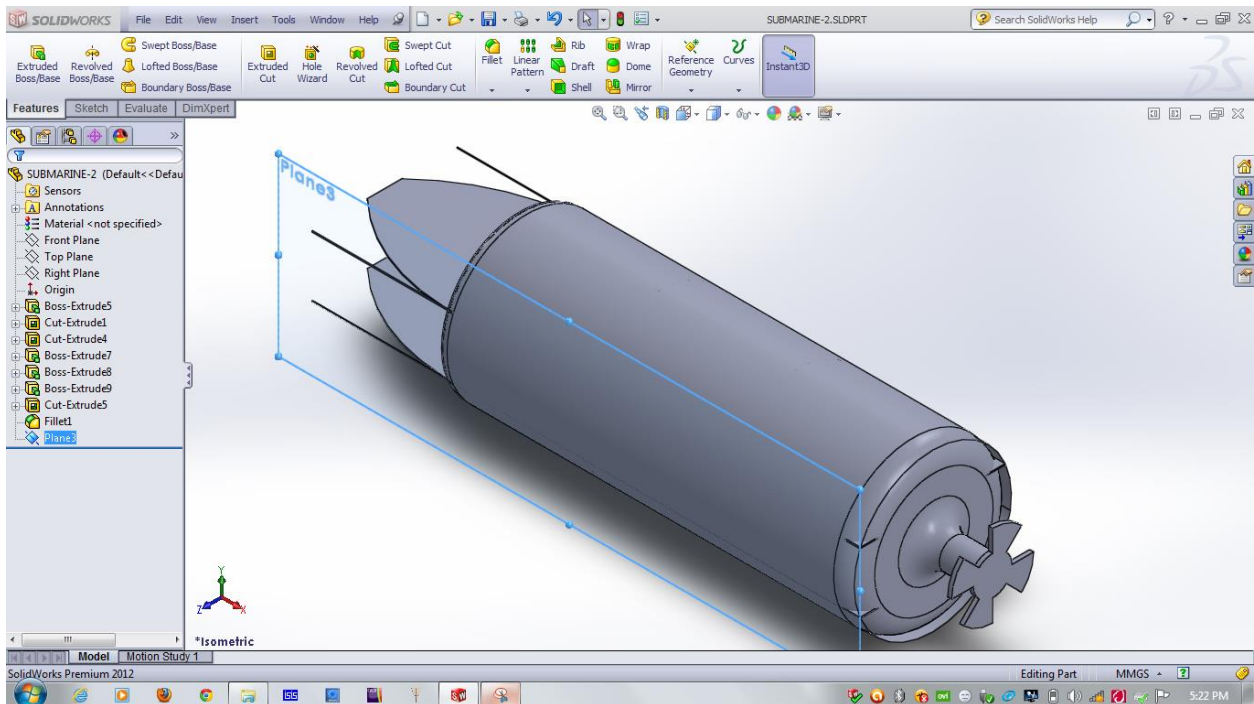 SOLIDWORKS File Edit View Insert Tools Window Help SUBMARINE-2.SLDPRT Search SolidWorks Help
Extruded Boss/Base
Revolved Boss/Base
Swept Boss/Base
Lofted Boss/Base
Boundary Boss/Base
Extruded Cut
Hole Wizard
Revolved Cut
Swept Cut
Lofted Cut
Boundary Cut
Fillet
Linear Pattern
Rib
Draft
Shell
Wrap
Dome
Mirror
Reference Geometry
Curves
Instant3D
Features Sketch Evaluate DimXpert
SUBMARINE-2 (Default<<Defau
Sensors
Annotations
Material <not specified>
Front Plane
Top Plane
Right Plane
Origin
Boss-Extrude5
Cut-Extrude1
Cut-Extrude4
Boss-Extrude7
Boss-Extrude8
Boss-Extrude9
Cut-Extrude5
Fillet1
Plane3
Plane3
Y
Z X
*Isometric
Model Motion Study 1
SolidWorks Premium 2012 Editing Part MMGS
5:22 PM